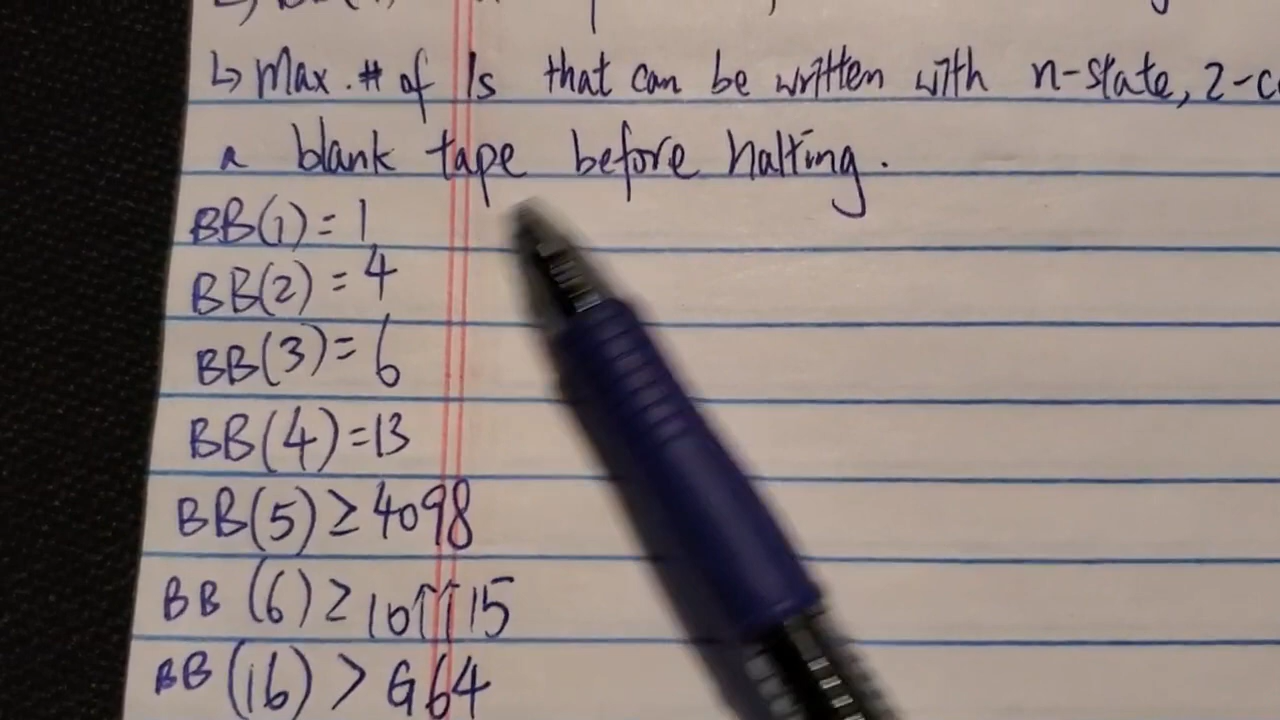 ↳ Max. # of 1s that can be written with n-state, 2-c
a blank tape before halting.
BB(1) = 1
BB(2) = 4
BB(3) = 6
BB(4) = 13
BB(5) ≥ 4098
BB (6) ≥ 10↑↑15
BB (16) > G64